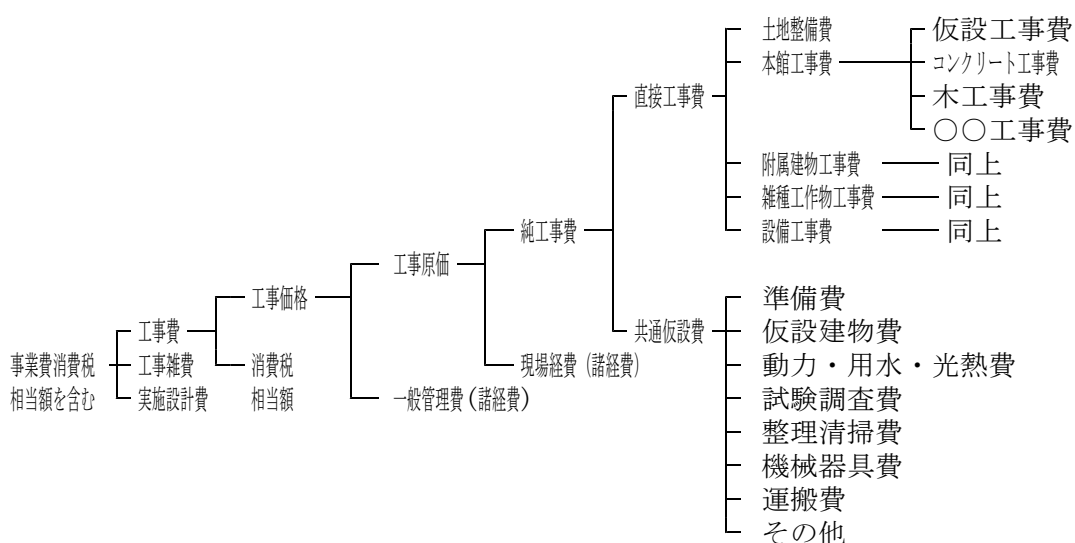 土地整備費
仮設工事費
本館工事費
コンクリート工事費
直接工事費
木工事費
○○工事費
附属建物工事費
同上
雑種工作物工事費
同上
純工事費
設備工事費
同上
工事原価
工事価格
準備費
工事費
共通仮設費
仮設建物費
事業費消費税
工事雑費
消費税
現場経費（諸経費）
動力・用水・光熱費
相当額を含む
実施設計費
相当額
一般管理費（諸経費）
試験調査費
整理清掃費
機械器具費
運搬費
その他